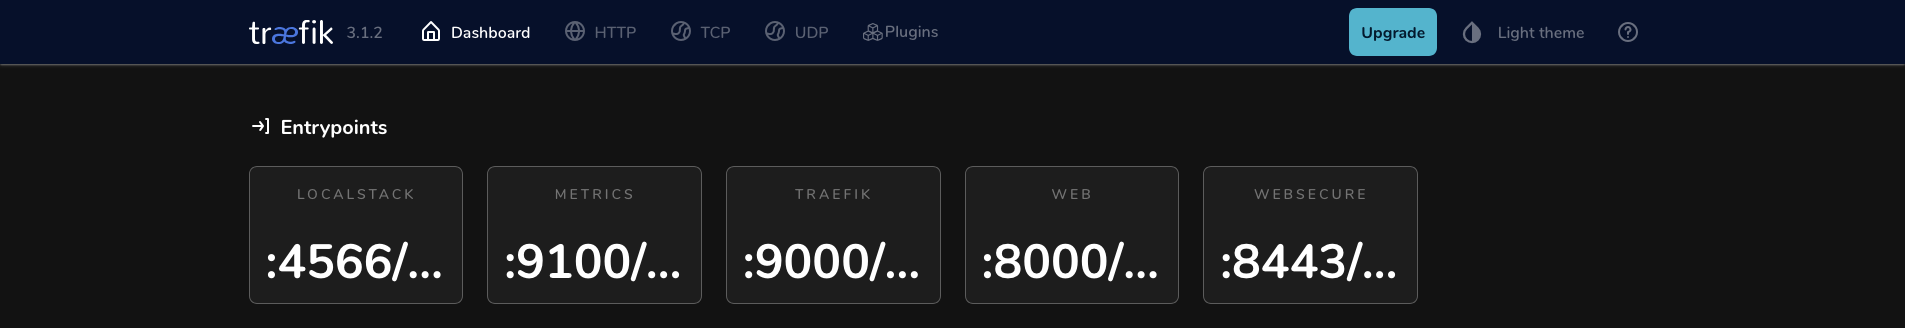 træfik 3.1.2 Dashboard HTTP TCP UDP Plugins Upgrade Light theme
Entrypoints
LOCALSTACK METRICS TRAEFIK WEB WEBSECURE
:4566/... :9100/... :9000/... :8000/... :8443/...